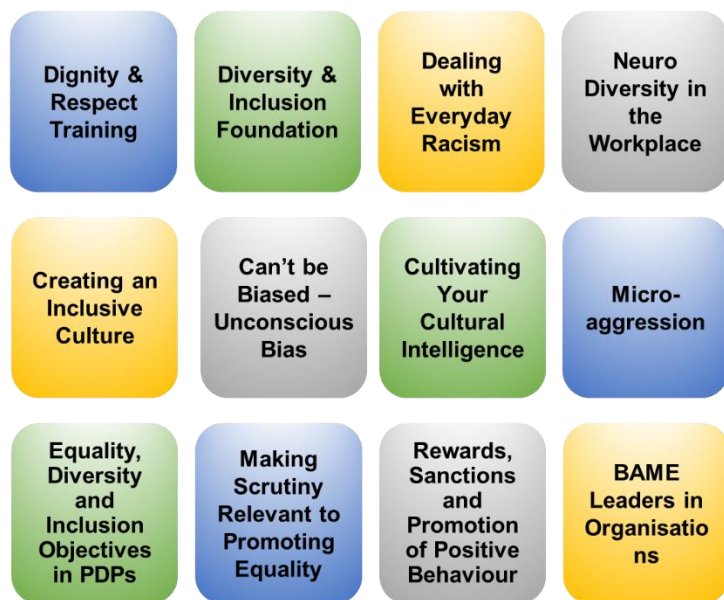 Dignity &
Respect
Training
Diversity &
Inclusion
Foundation
Dealing
with
Everyday
Racism
Neuro
Diversity in
the
Workplace
Creating an
Inclusive
Culture
Can't be
Biased –
Unconscious
Bias
Cultivating
Your
Cultural
Intelligence
Micro-
aggression
Equality,
Diversity
and
Inclusion
Objectives
in PDPs
Making
Scrutiny
Relevant to
Promoting
Equality
Rewards,
Sanctions
and
Promotion
of Positive
Behaviour
BAME
Leaders in
Organisatio
ns